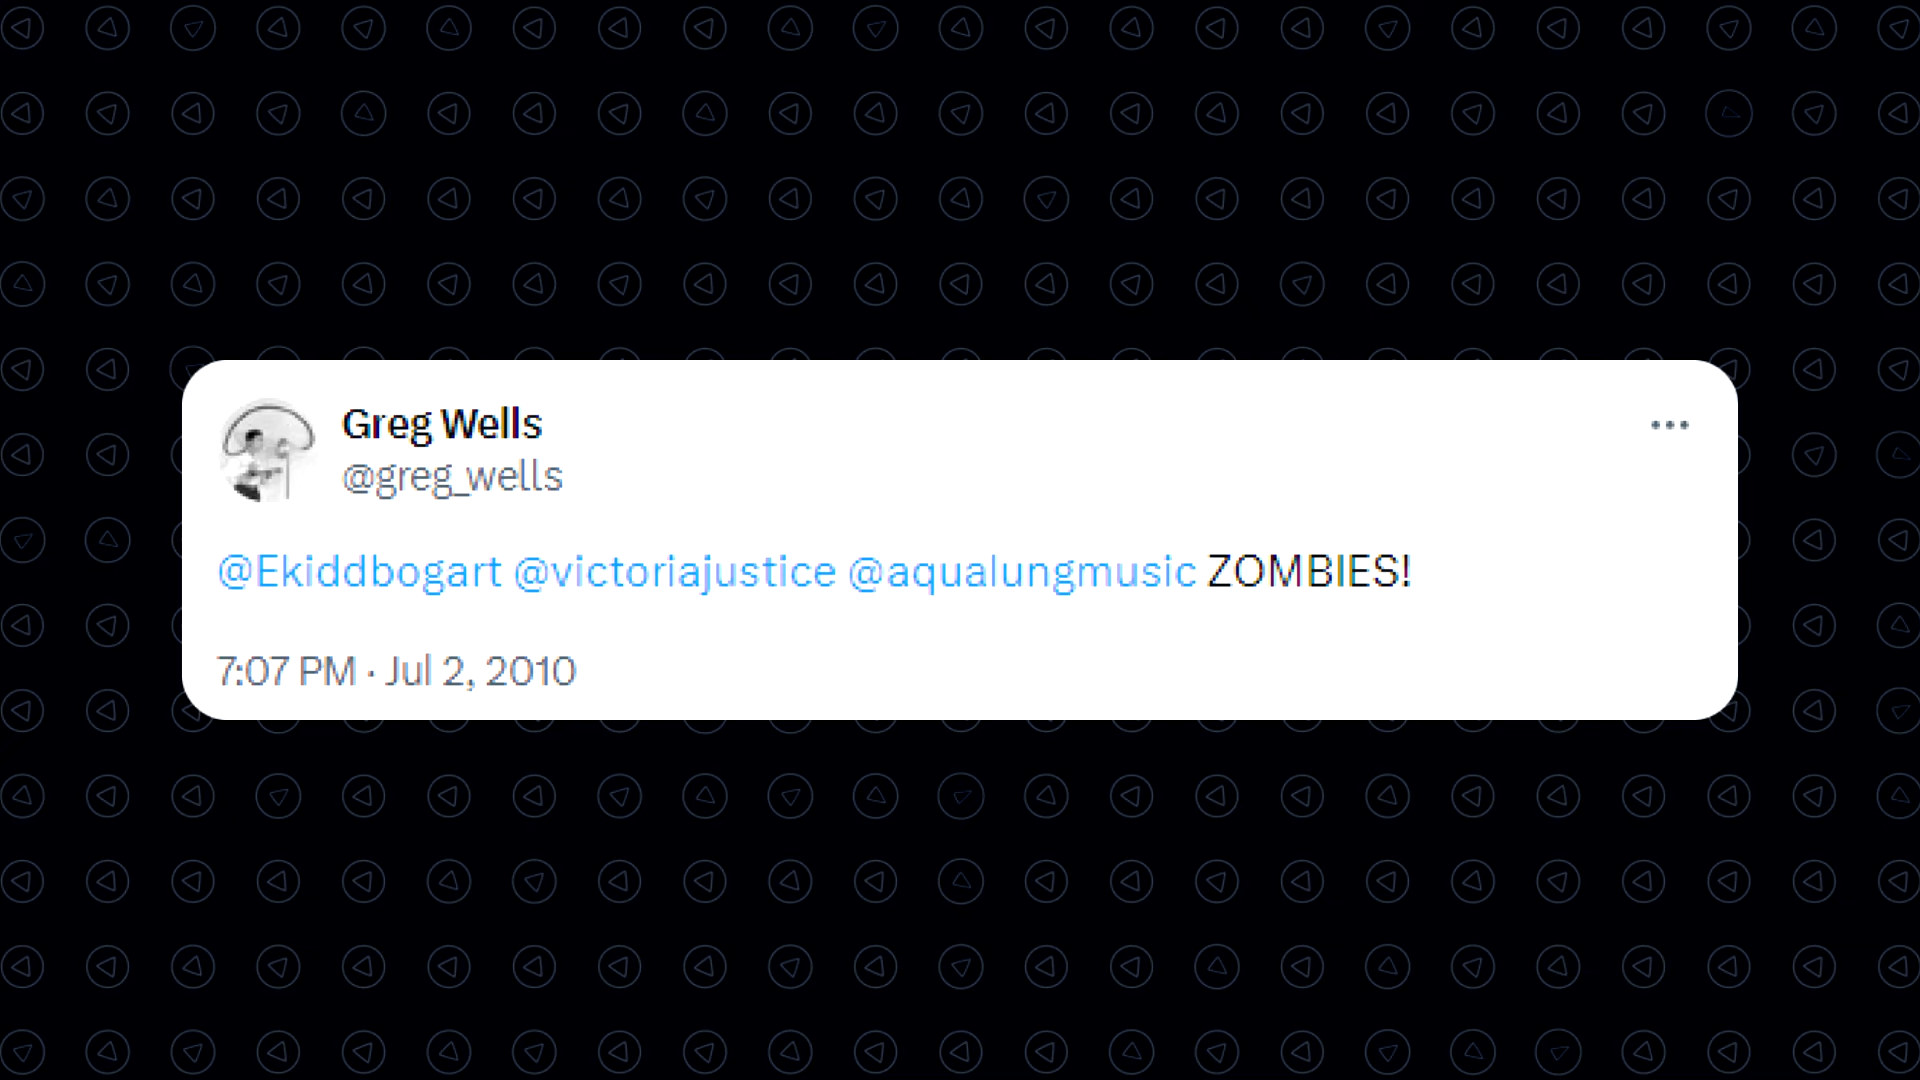 Greg Wells
@greg_wells
@Ekiddbogart @victoriajustice @aqualungmusic ZOMBIES!
7:07 PM · Jul 2, 2010